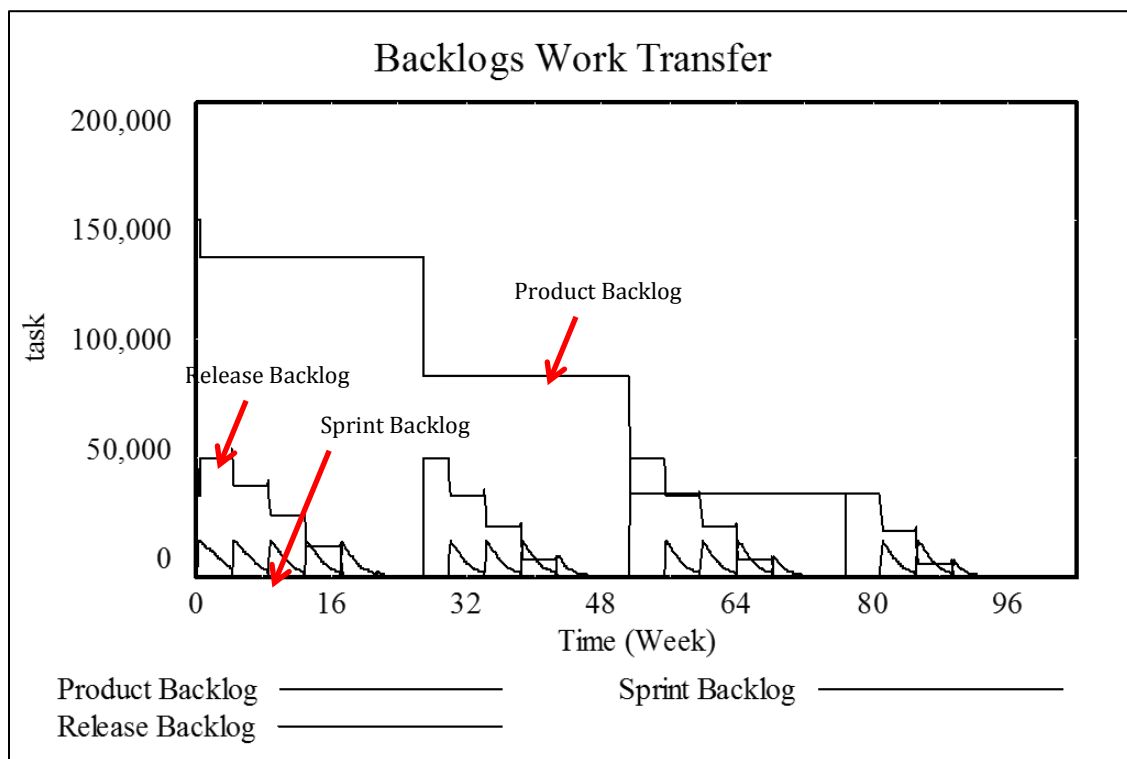 Backlogs Work Transfer
200,000
150,000
Product Backlog
100,000
task
Release Backlog
Sprint Backlog
50,000
0
0 16 32 48 64 80 96
Time (Week)
Product Backlog Sprint Backlog
Release Backlog